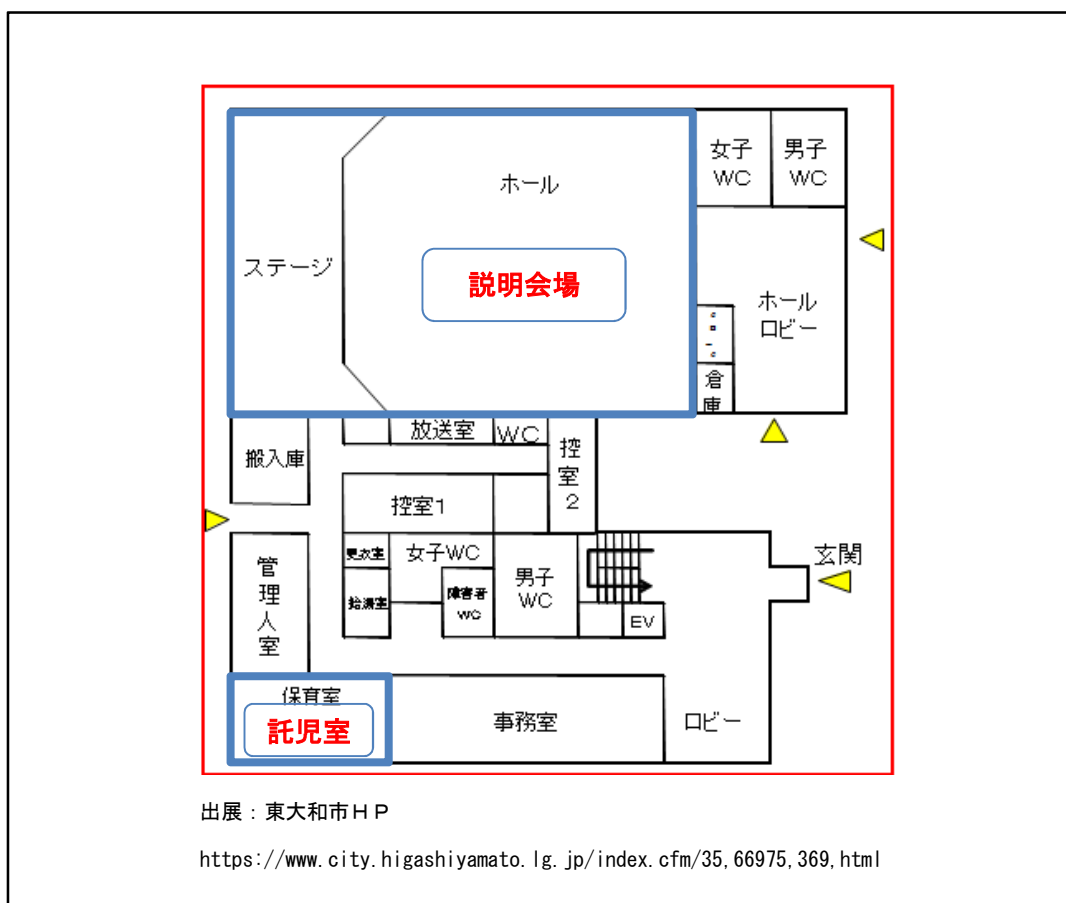 女子
WC
男子
WC
ホール
ステージ
説明会場
ホール
ロビー
倉
庫
放送室
WC
控
室
2
搬入庫
控室1
更衣室
女子WC
管
理
人
室
給湯室
障害者
WC
男子
WC
EV
玄関
保育室
託児室
事務室
ロビー
出展：東大和市ＨＰ
https://www.city.higashiyamato.lg.jp/index.cfm/35,66975,369,html